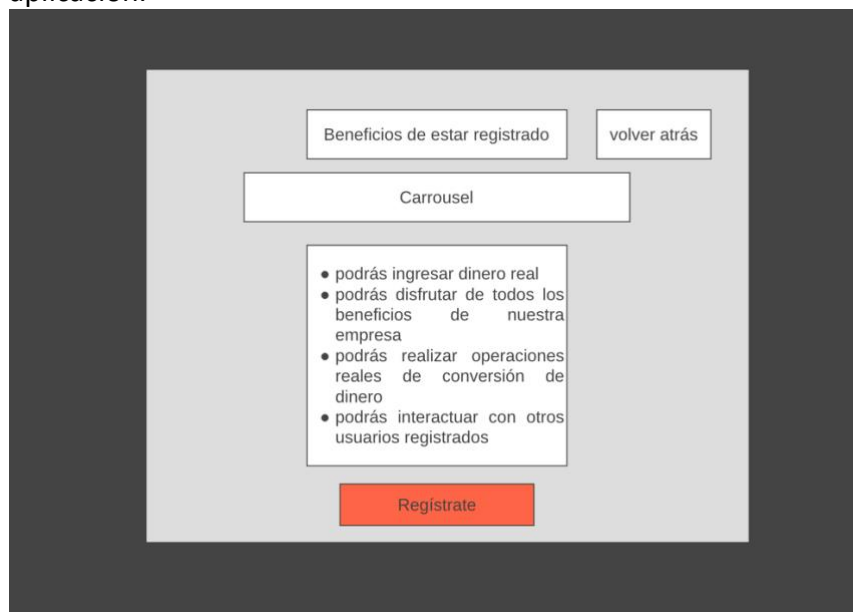 Beneficios de estar registrado
volver atrás
Carrousel
● podrás ingresar dinero real
● podrás disfrutar de todos los
beneficios de nuestra
empresa
● podrás realizar operaciones
reales de conversión de
dinero
● podrás interactuar con otros
usuarios registrados
Regístrate